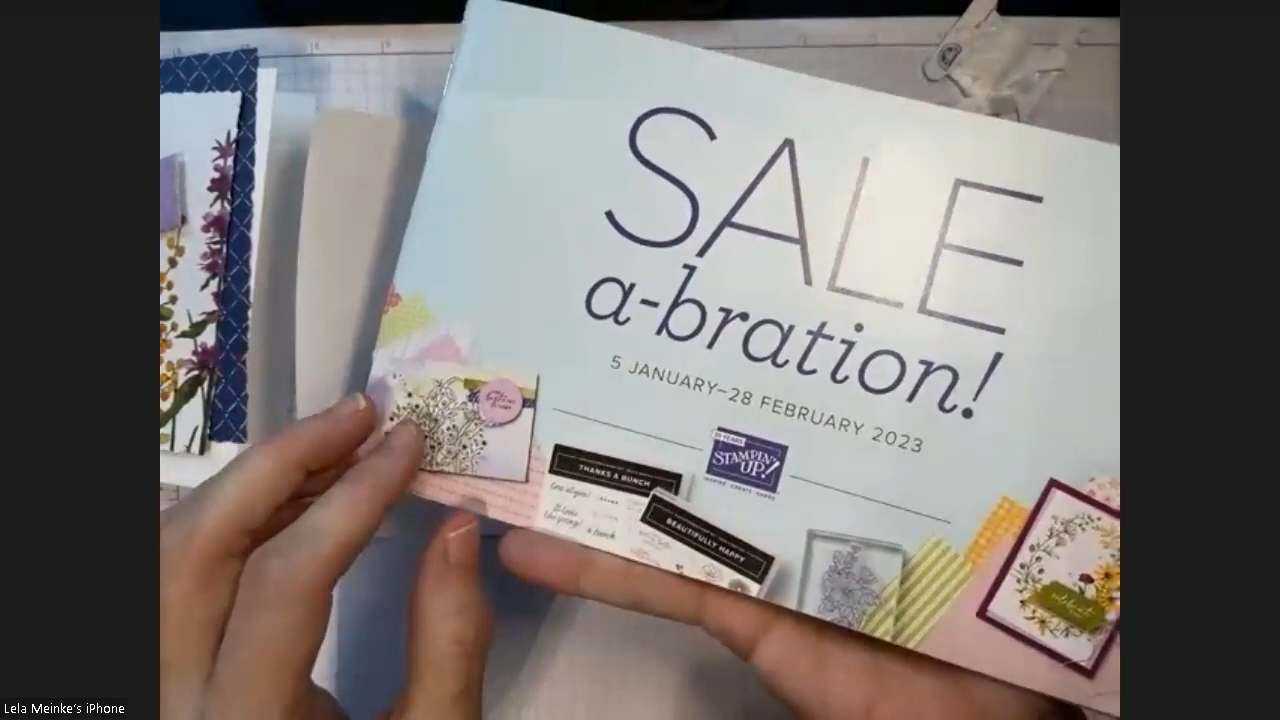 SALE
a-bration!
5 JANUARY–28 FEBRUARY 2023
STAMPIN' UP!
THANKS A BUNCH
BEAUTIFULLY HAPPY
Lela Meinke's iPhone